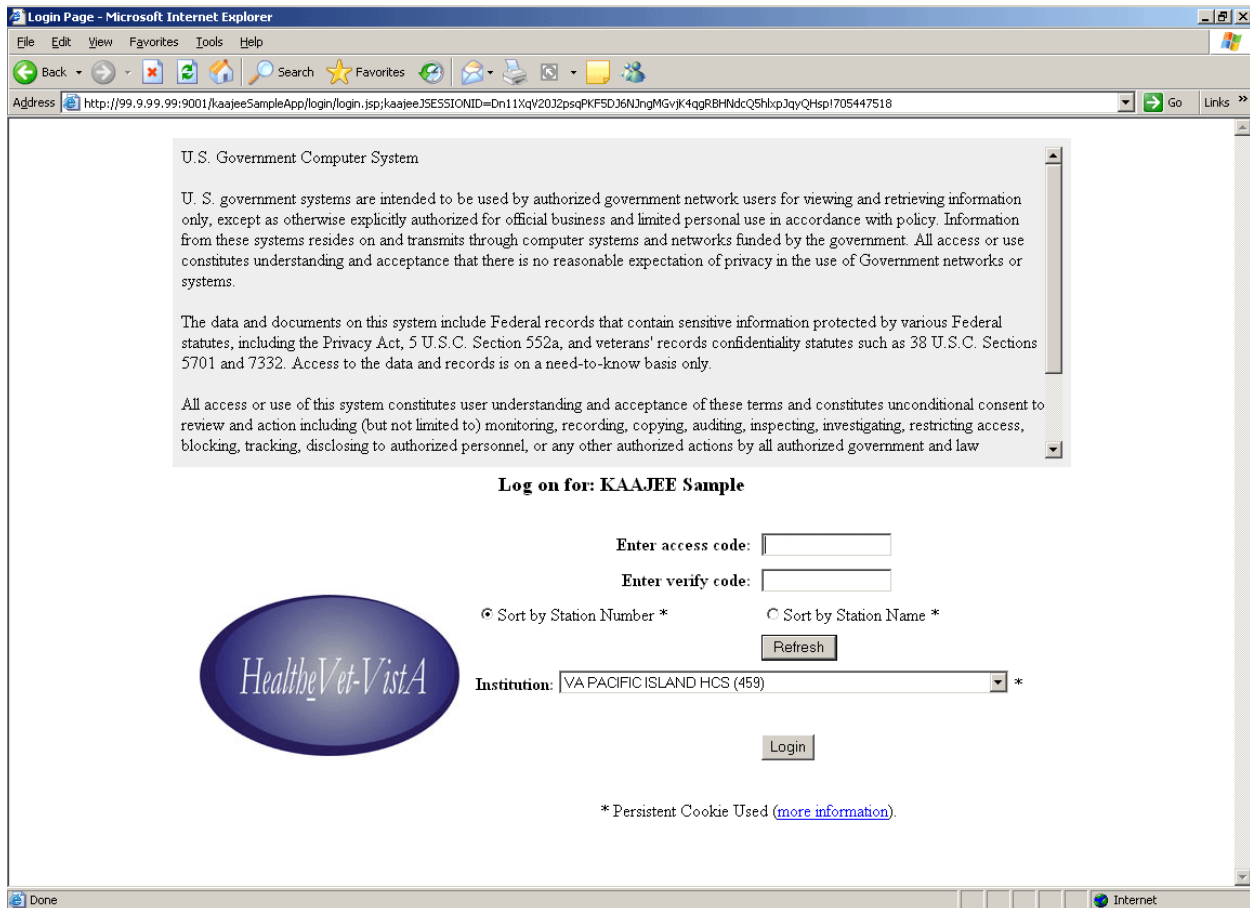 Login Page - Microsoft Internet Explorer
File Edit View Favorites Tools Help
Back Search Favorites
Address http://99.9.99.99:9001/kaajeeSampleApp/login/login.jsp;kaajeeJSESSIONID=Dn11XqV20J2psqPKF5DJ6NJngMGvjK4qgRBHNdcQ5hlxpJqyQHsp!705447518 Go Links »
U.S. Government Computer System
U. S. government systems are intended to be used by authorized government network users for viewing and retrieving information
only, except as otherwise explicitly authorized for official business and limited personal use in accordance with policy. Information
from these systems resides on and transmits through computer systems and networks funded by the government. All access or use
constitutes understanding and acceptance that there is no reasonable expectation of privacy in the use of Government networks or
systems.
The data and documents on this system include Federal records that contain sensitive information protected by various Federal
statutes, including the Privacy Act, 5 U.S.C. Section 552a, and veterans' records confidentiality statutes such as 38 U.S.C. Sections
5701 and 7332. Access to the data and records is on a need-to-know basis only.
All access or use of this system constitutes user understanding and acceptance of these terms and constitutes unconditional consent to
review and action including (but not limited to) monitoring, recording, copying, auditing, inspecting, investigating, restricting access,
blocking, tracking, disclosing to authorized personnel, or any other authorized actions by all authorized government and law
Log on for: KAAJEE Sample
Enter access code:
Enter verify code:
Sort by Station Number * Sort by Station Name *
Refresh
HealtheVet-VistA
Institution: VA PACIFIC ISLAND HCS (459) *
Login
* Persistent Cookie Used (more information).
Done Internet